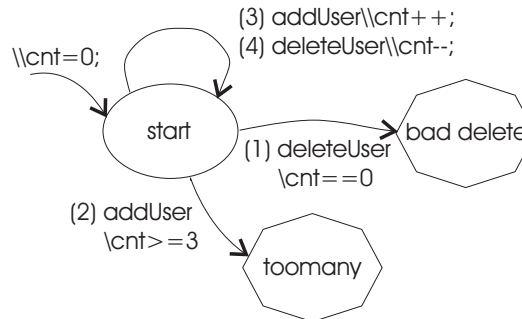 (3) addUser\\cnt++;
(4) deleteUser\\cnt--;
\\cnt=0;
start
bad delete
(1) deleteUser
\cnt==0
(2) addUser
\cnt>=3
toomany